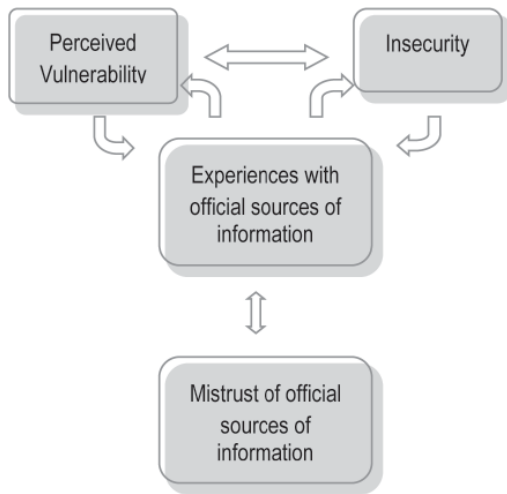 Perceived
Vulnerability
Insecurity
Experiences with
official sources of
information
Mistrust of official
sources of
information